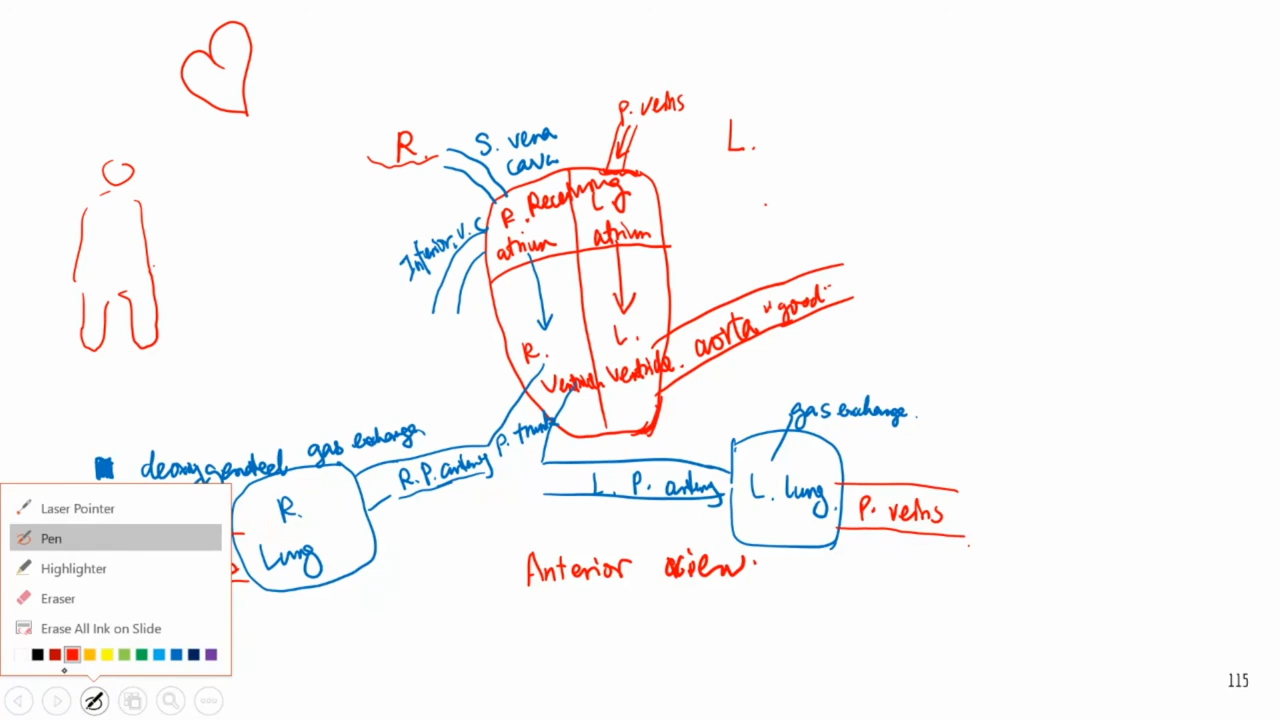 P. veins
R.
S. vena
cava
L.
Receiving
R.
L
atrium
atrium
Inferior. v. c
R.
L.
ventricle.
aorta "good"
gas exchange.
gas exchange
P. trunk
deoxygenated
R. P. artery
L. P. artery
R.
Lung
L. lung
P. veins
Anterior view.
Laser Pointer
Pen
Highlighter
Eraser
Erase All Ink on Slide
115